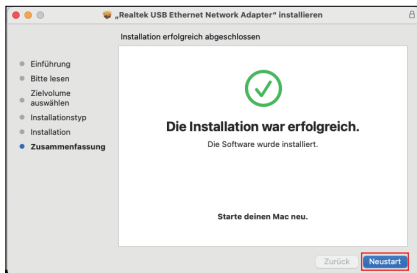 „Realtek USB Ethernet Network Adapter“ installieren
Installation erfolgreich abgeschlossen
Einführung
Bitte lesen
Zielvolume
auswählen
Installationstyp
Installation
Zusammenfassung
Die Installation war erfolgreich.
Die Software wurde installiert.
Starte deinen Mac neu.
Zurück
Neustart